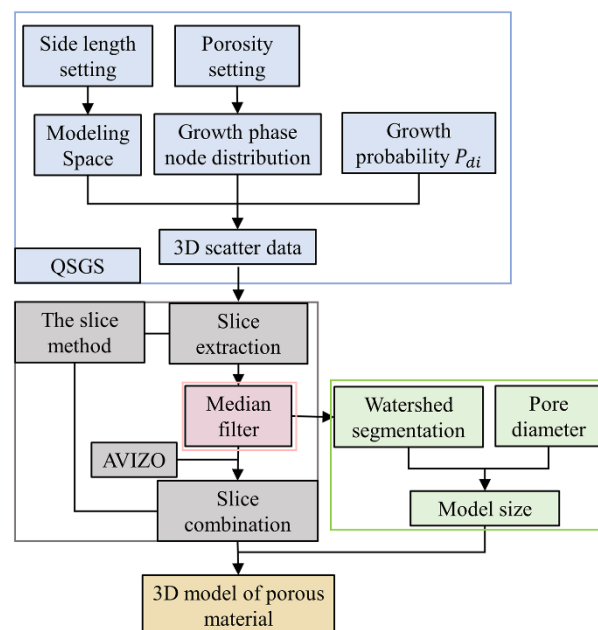 Side length
setting
Porosity
setting
Modeling
Space
Growth phase
node distribution
Growth
probability P_{di}
3D scatter data
QSGS
The slice
method
Slice
extraction
Median
filter
Watershed
segmentation
Pore
diameter
AVIZO
Slice
combination
Model size
3D model of porous
material